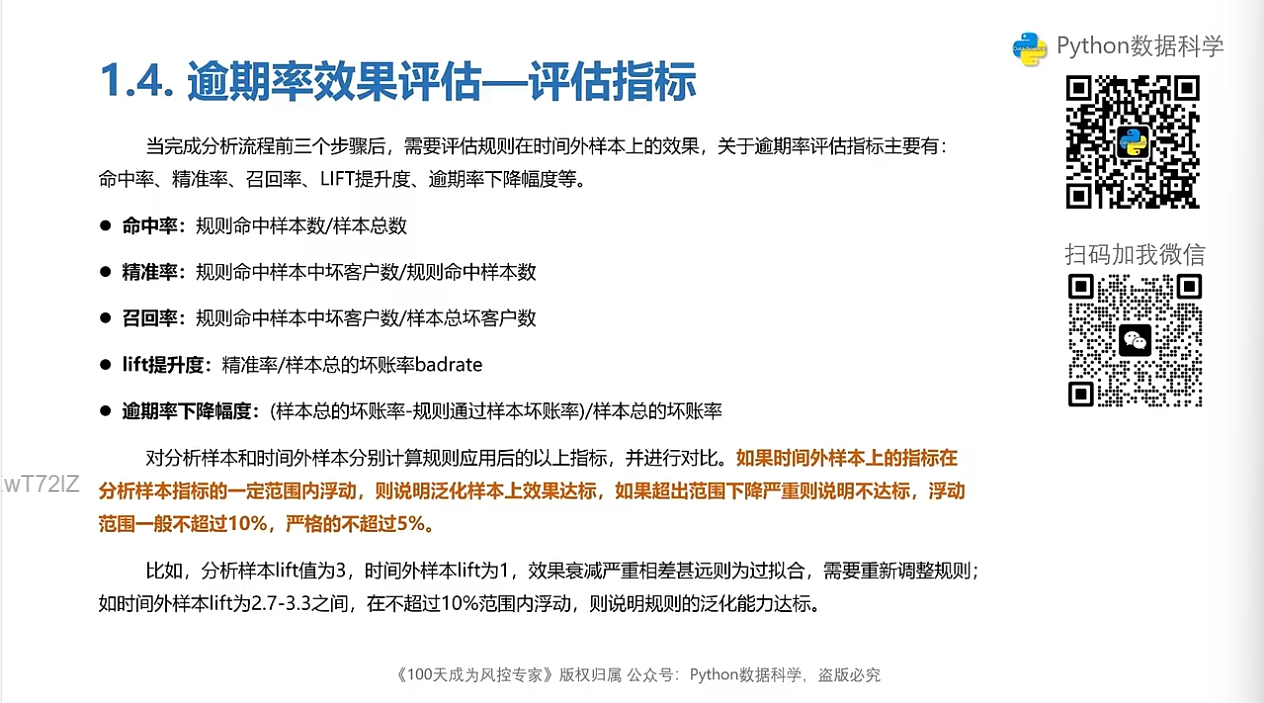 Python数据科学
1.4. 逾期率效果评估—评估指标
当完成分析流程前三个步骤后，需要评估规则在时间外样本上的效果，关于逾期率评估指标主要有：
命中率、精准率、召回率、LIFT提升度、逾期率下降幅度等。
● 命中率：规则命中样本数/样本总数
● 精准率：规则命中样本中坏客户数/规则命中样本数
扫码加我微信
● 召回率：规则命中样本中坏客户数/样本总坏客户数
● lift提升度：精准率/样本总的坏账率badrate
● 逾期率下降幅度：(样本总的坏账率-规则通过样本坏账率)/样本总的坏账率
对分析样本和时间外样本分别计算规则应用后的以上指标，并进行对比。如果时间外样本上的指标在
分析样本指标的一定范围内浮动，则说明泛化样本上效果达标，如果超出范围下降严重则说明不达标，浮动
范围一般不超过10%，严格的不超过5%。
比如，分析样本lift值为3，时间外样本lift为1，效果衰减严重相差甚远则为过拟合，需要重新调整规则；
如时间外样本lift为2.7-3.3之间，在不超过10%范围内浮动，则说明规则的泛化能力达标。
《100天成为风控专家》版权归属 公众号：Python数据科学，盗版必究